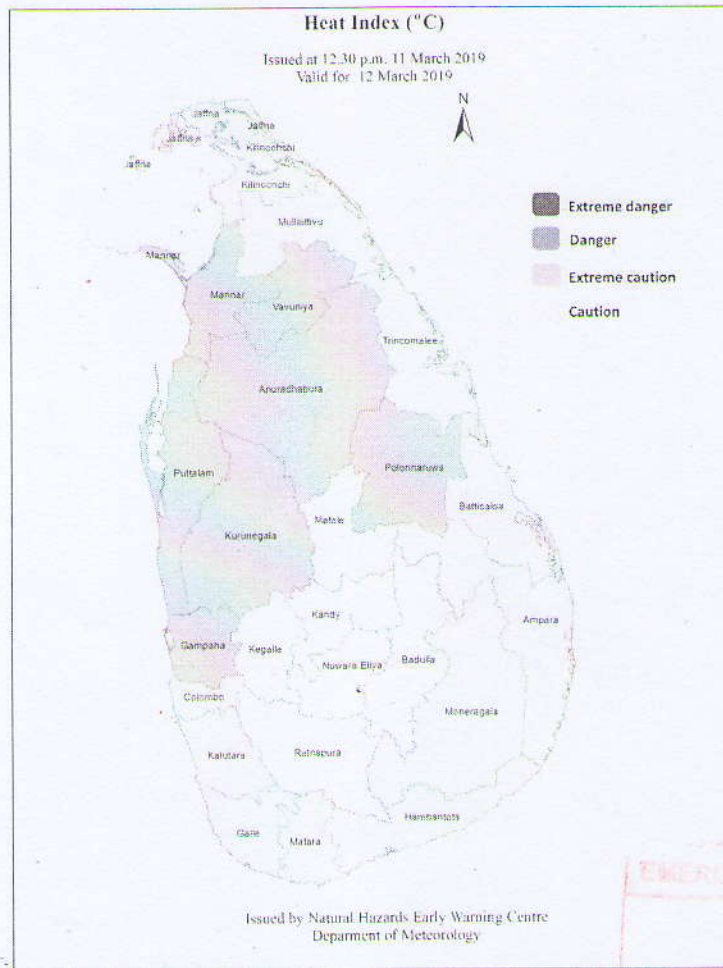 Heat Index (°C)
Issued at 12.30 p.m. 11 March 2019
Valid for 12 March 2019
N
Jaffna
Jaffna
Jaffna
Kilinochchi
Jaffna
Kilinochchi
Mullaitivu
Extreme danger
Danger
Extreme caution
Caution
Mannar
Mannar
Vavuniya
Trincomalee
Anuradhapura
Puttalam
Polonnaruwa
Matale
Batticaloa
Kurunegala
Kandy
Ampara
Gampaha
Kegalle
Nuwara Eliya
Badulla
Colombo
Moneragala
Kalutara
Ratnapura
Hambantota
Galle
Matara
Issued by Natural Hazards Early Warning Centre
Deparment of Meteorology